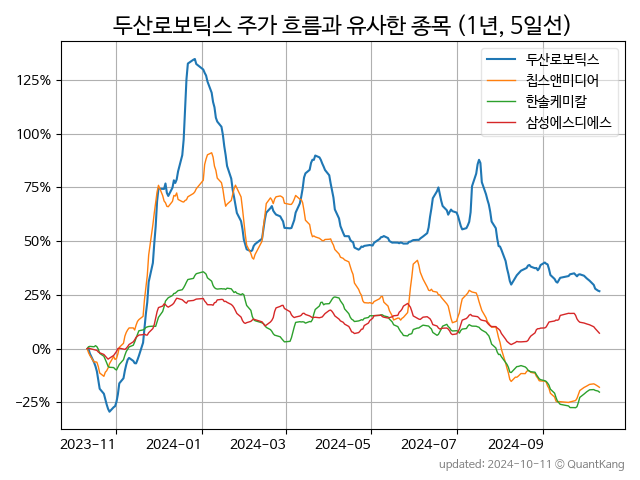 두산로보틱스 주가 흐름과 유사한 종목 (1년, 5일선)
두산로보틱스
칩스앤미디어
한솔케미칼
삼성에스디에스
125%
100%
75%
50%
25%
0%
−25%
2023-11
2024-01
2024-03
2024-05
2024-07
2024-09
updated: 2024-10-11 © QuantKang